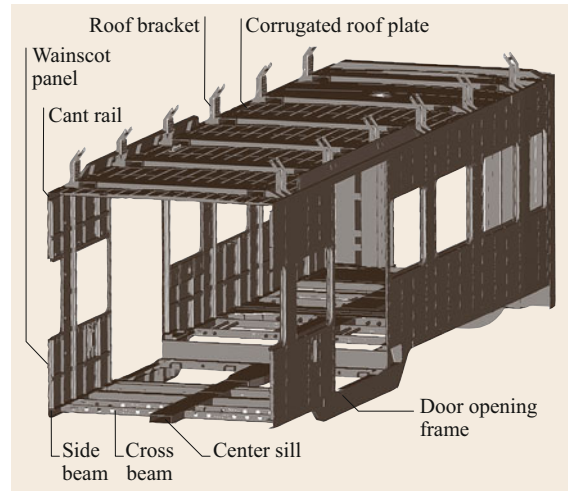 Roof bracket
Corrugated roof plate
Wainscot
panel
Cant rail
Door opening
frame
Side
beam
Cross
beam
Center sill